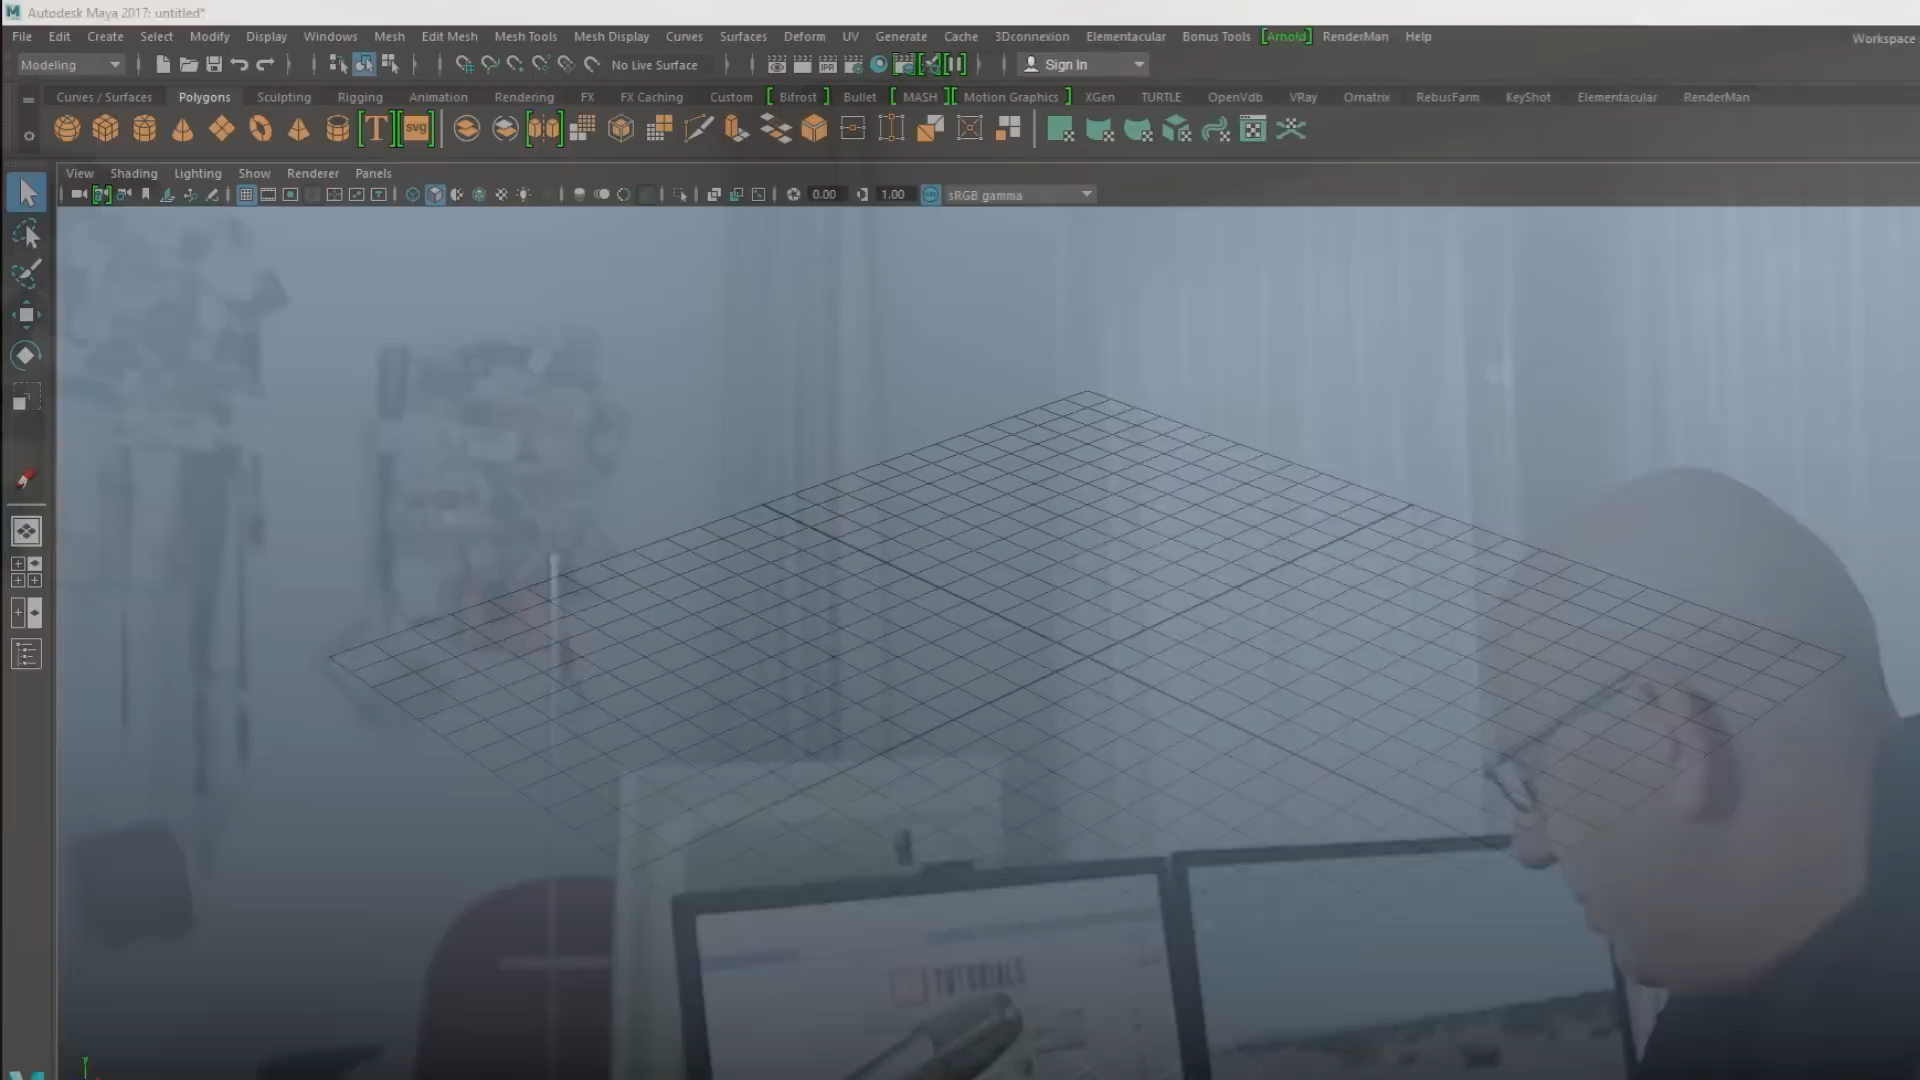 Autodesk Maya 2017: untitled*
File Edit Create Select Modify Display Windows Mesh Edit Mesh Mesh Tools Mesh Display Curves Surfaces Deform UV Generate Cache 3Dconnexion Elementacular Bonus Tools [Arnold] RenderMan Help
Workspace
Modeling No Live Surface IPR Sign In
Curves / Surfaces Polygons Sculpting Rigging Animation Rendering FX FX Caching Custom [ Bifrost ] Bullet [ MASH ] [ Motion Graphics ] XGen TURTLE OpenVdb VRay Ornatrix RebusFarm KeyShot Elementacular RenderMan
T SVG
View Shading Lighting Show Renderer Panels
0.00 1.00 sRGB gamma
TUTORIALS